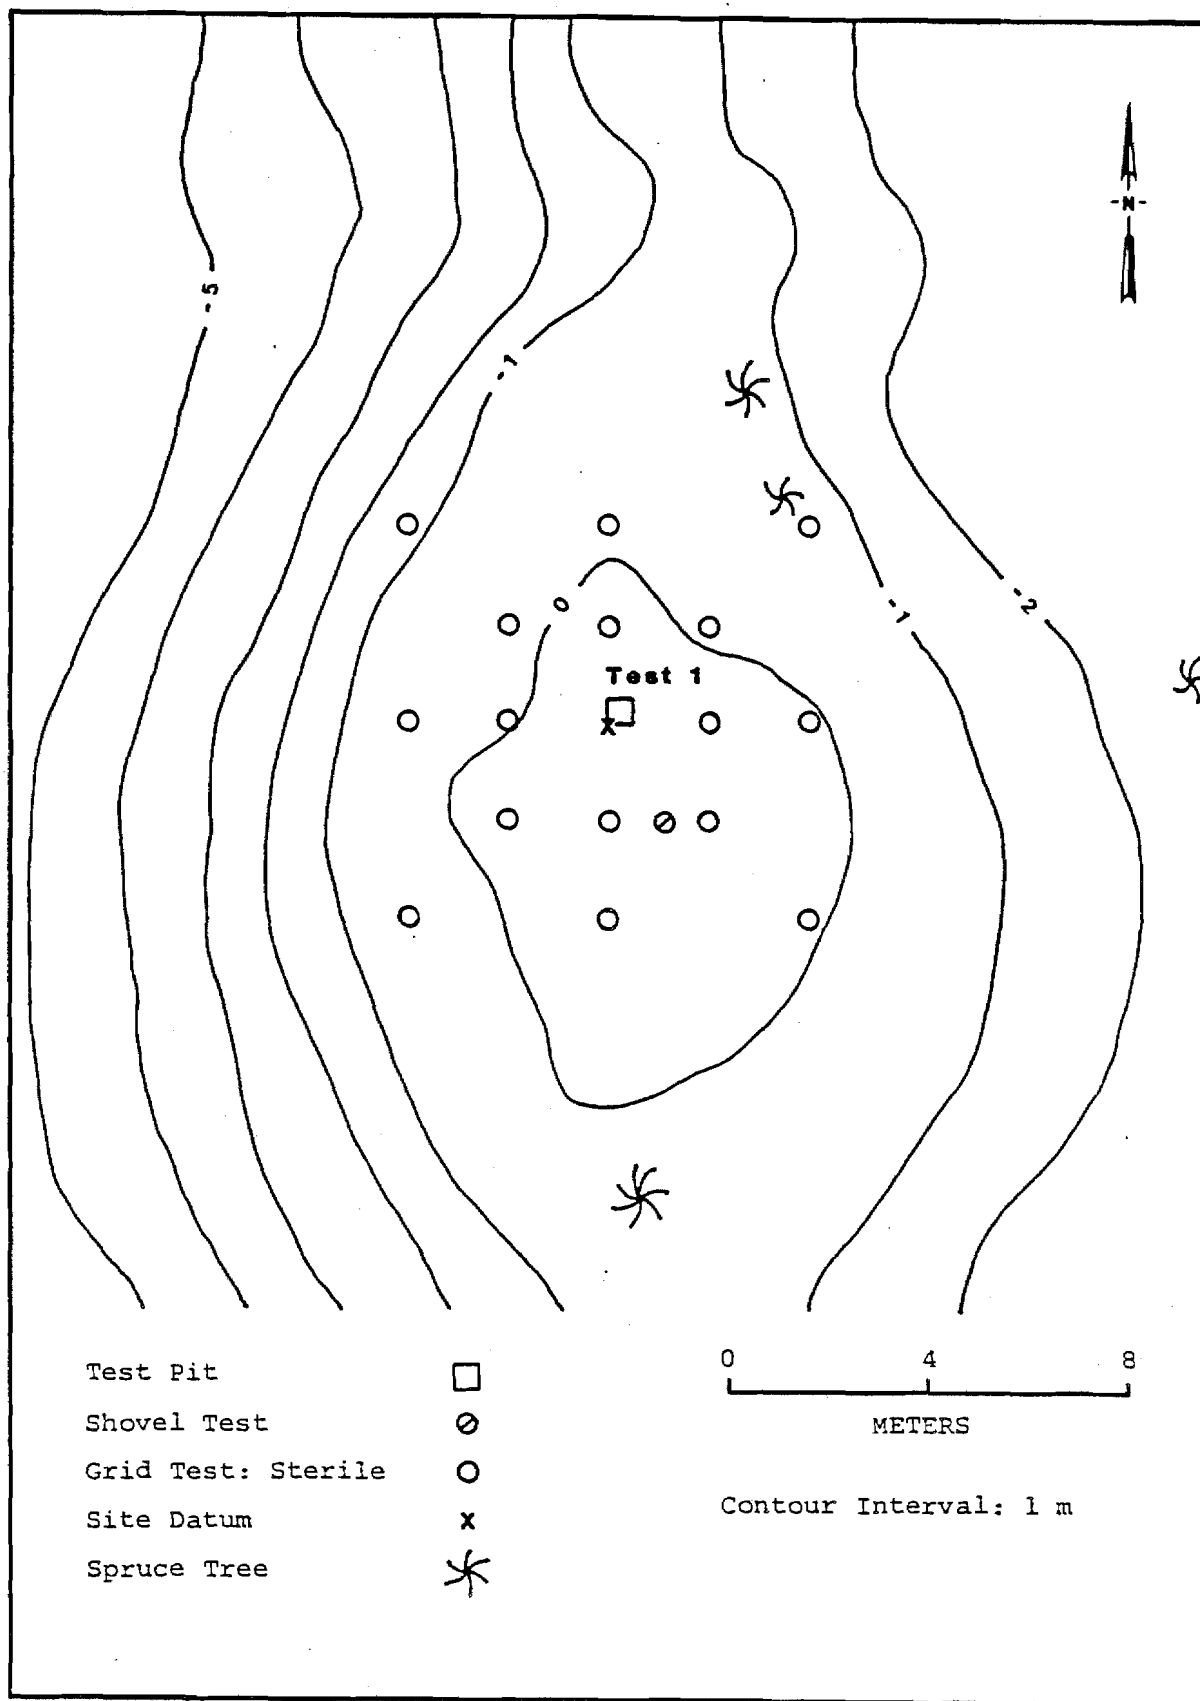 -N-
-5
-1
0
-1
-2
Test 1
x
Test Pit
Shovel Test
Grid Test: Sterile
Site Datum x
Spruce Tree
0 4 8
METERS
Contour Interval: 1 m